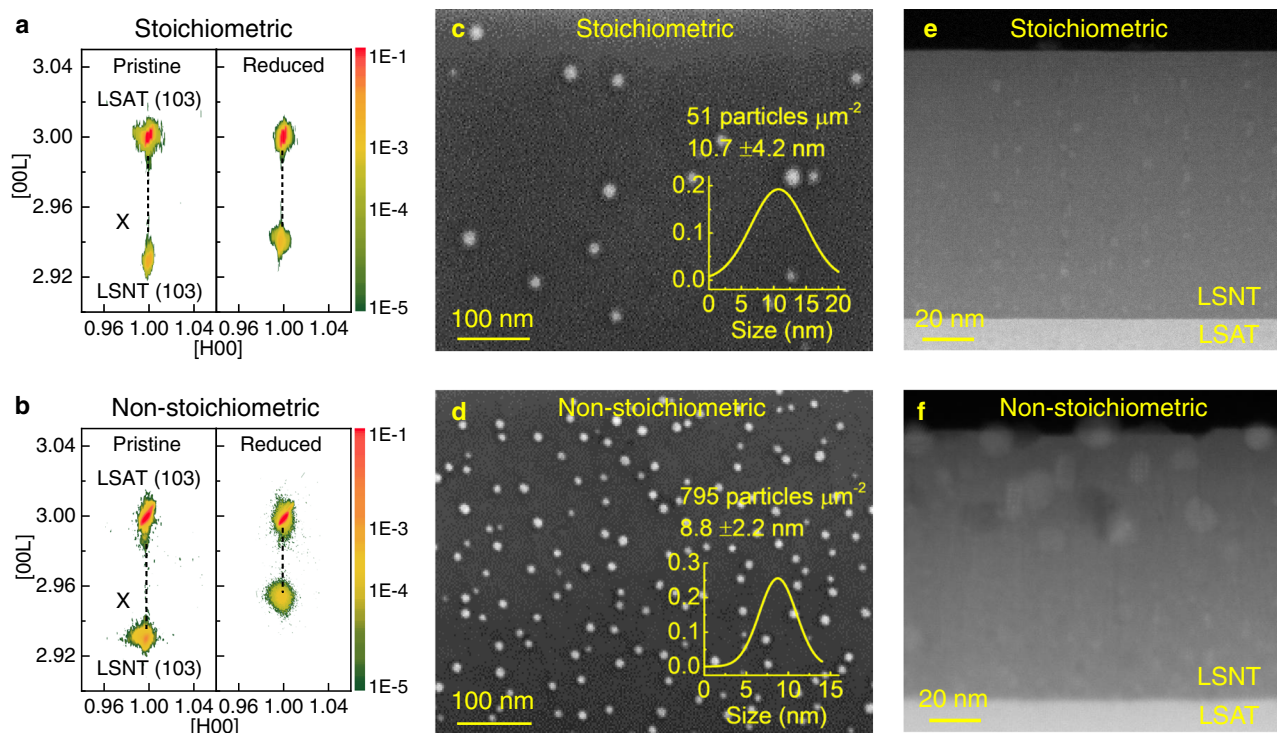 a
Stoichiometric
Pristine
Reduced
LSAT (103)
X
LSNT (103)
3.04
3.00
2.96
2.92
[00L]
0.96 1.00 1.04
0.96 1.00 1.04
[H00]
1E-1
1E-3
1E-4
1E-5
b
Non-stoichiometric
Pristine
Reduced
LSAT (103)
X
LSNT (103)
3.04
3.00
2.96
2.92
[00L]
0.96 1.00 1.04
0.96 1.00 1.04
[H00]
1E-1
1E-3
1E-4
1E-5
c
Stoichiometric
51 particles µm⁻²
10.7 ±4.2 nm
0.2
0.1
0.0
0 5 10 15 20
Size (nm)
100 nm
d
Non-stoichiometric
795 particles µm⁻²
8.8 ±2.2 nm
0.3
0.2
0.1
0.0
0 5 10 15
Size (nm)
100 nm
e
Stoichiometric
LSNT
20 nm
LSAT
f
Non-stoichiometric
LSNT
20 nm
LSAT